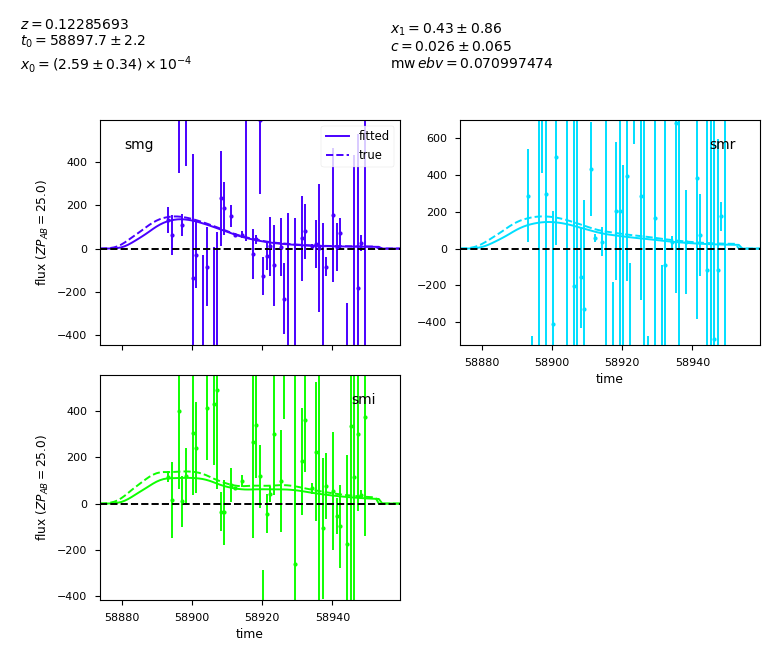 z = 0.12285693
t₀ = 58897.7 ± 2.2
x₀ = (2.59 ± 0.34) × 10⁻⁴
x₁ = 0.43 ± 0.86
c = 0.026 ± 0.065
mw ebv = 0.070997474
smg
fitted
true
400
200
0
−200
−400
flux (ZP_AB = 25.0)
smr
600
400
200
0
−200
−400
58880 58900 58920 58940
time
smi
400
200
0
−200
−400
flux (ZP_AB = 25.0)
58880 58900 58920 58940
time